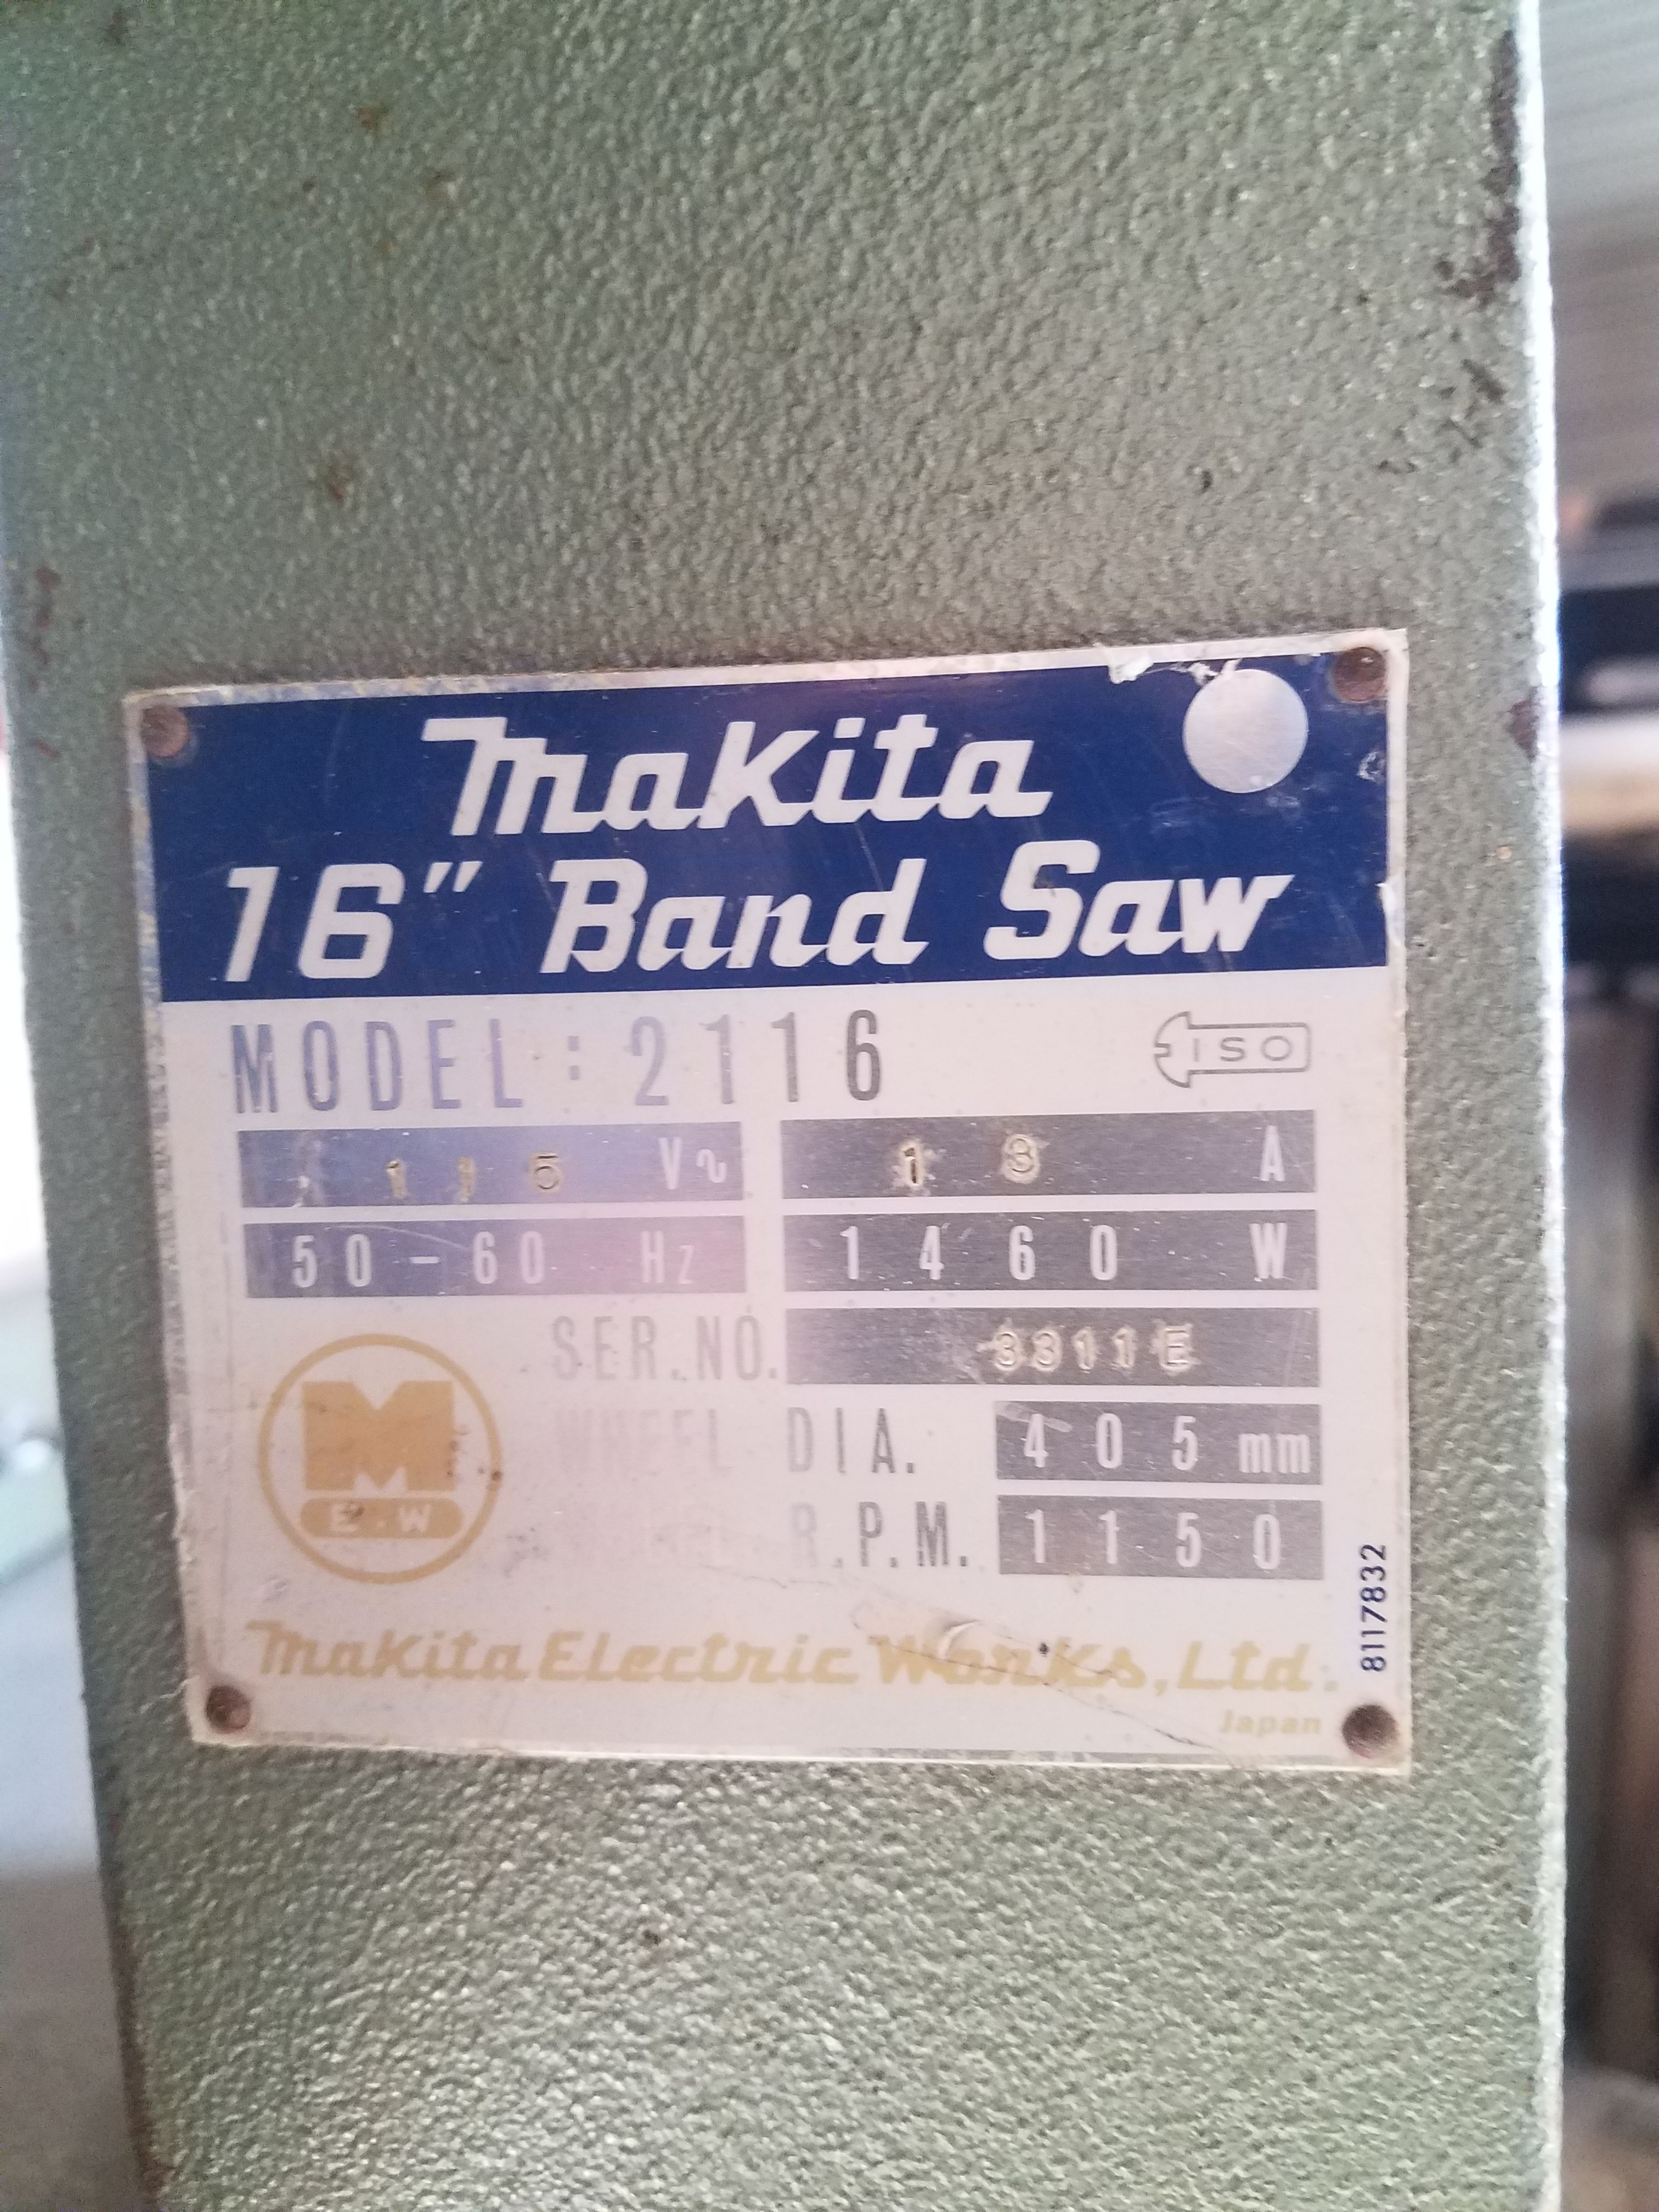 Makita
16" Band Saw
MODEL: 2116
ISO
115 V~
13 A
50-60 Hz
1460 W
SER.NO. 3311E
WHEEL DIA. 405 mm
R.P.M. 1150
M
E.W
Makita Electric Works, Ltd.
Japan
8117832